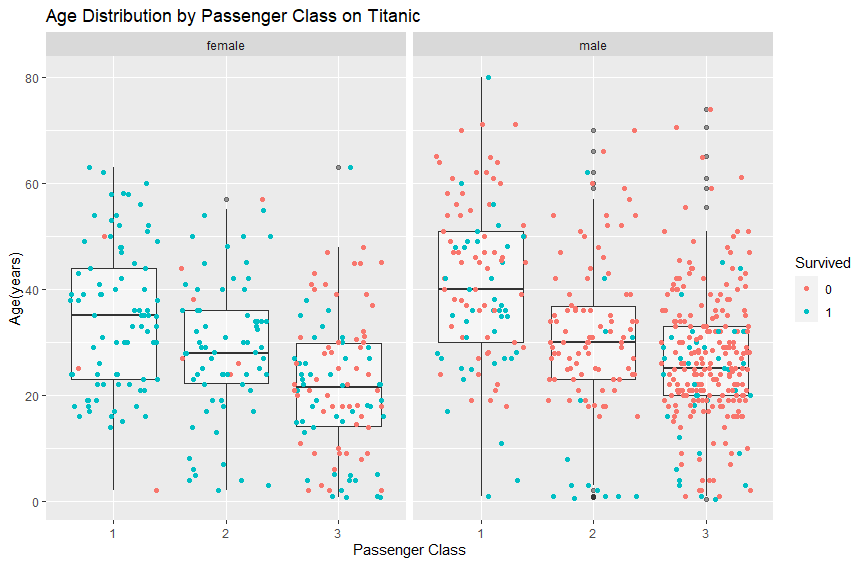 Age Distribution by Passenger Class on Titanic
female
male
80
60
40
20
0
Age(years)
1
2
3
1
2
3
Passenger Class
Survived
0
1